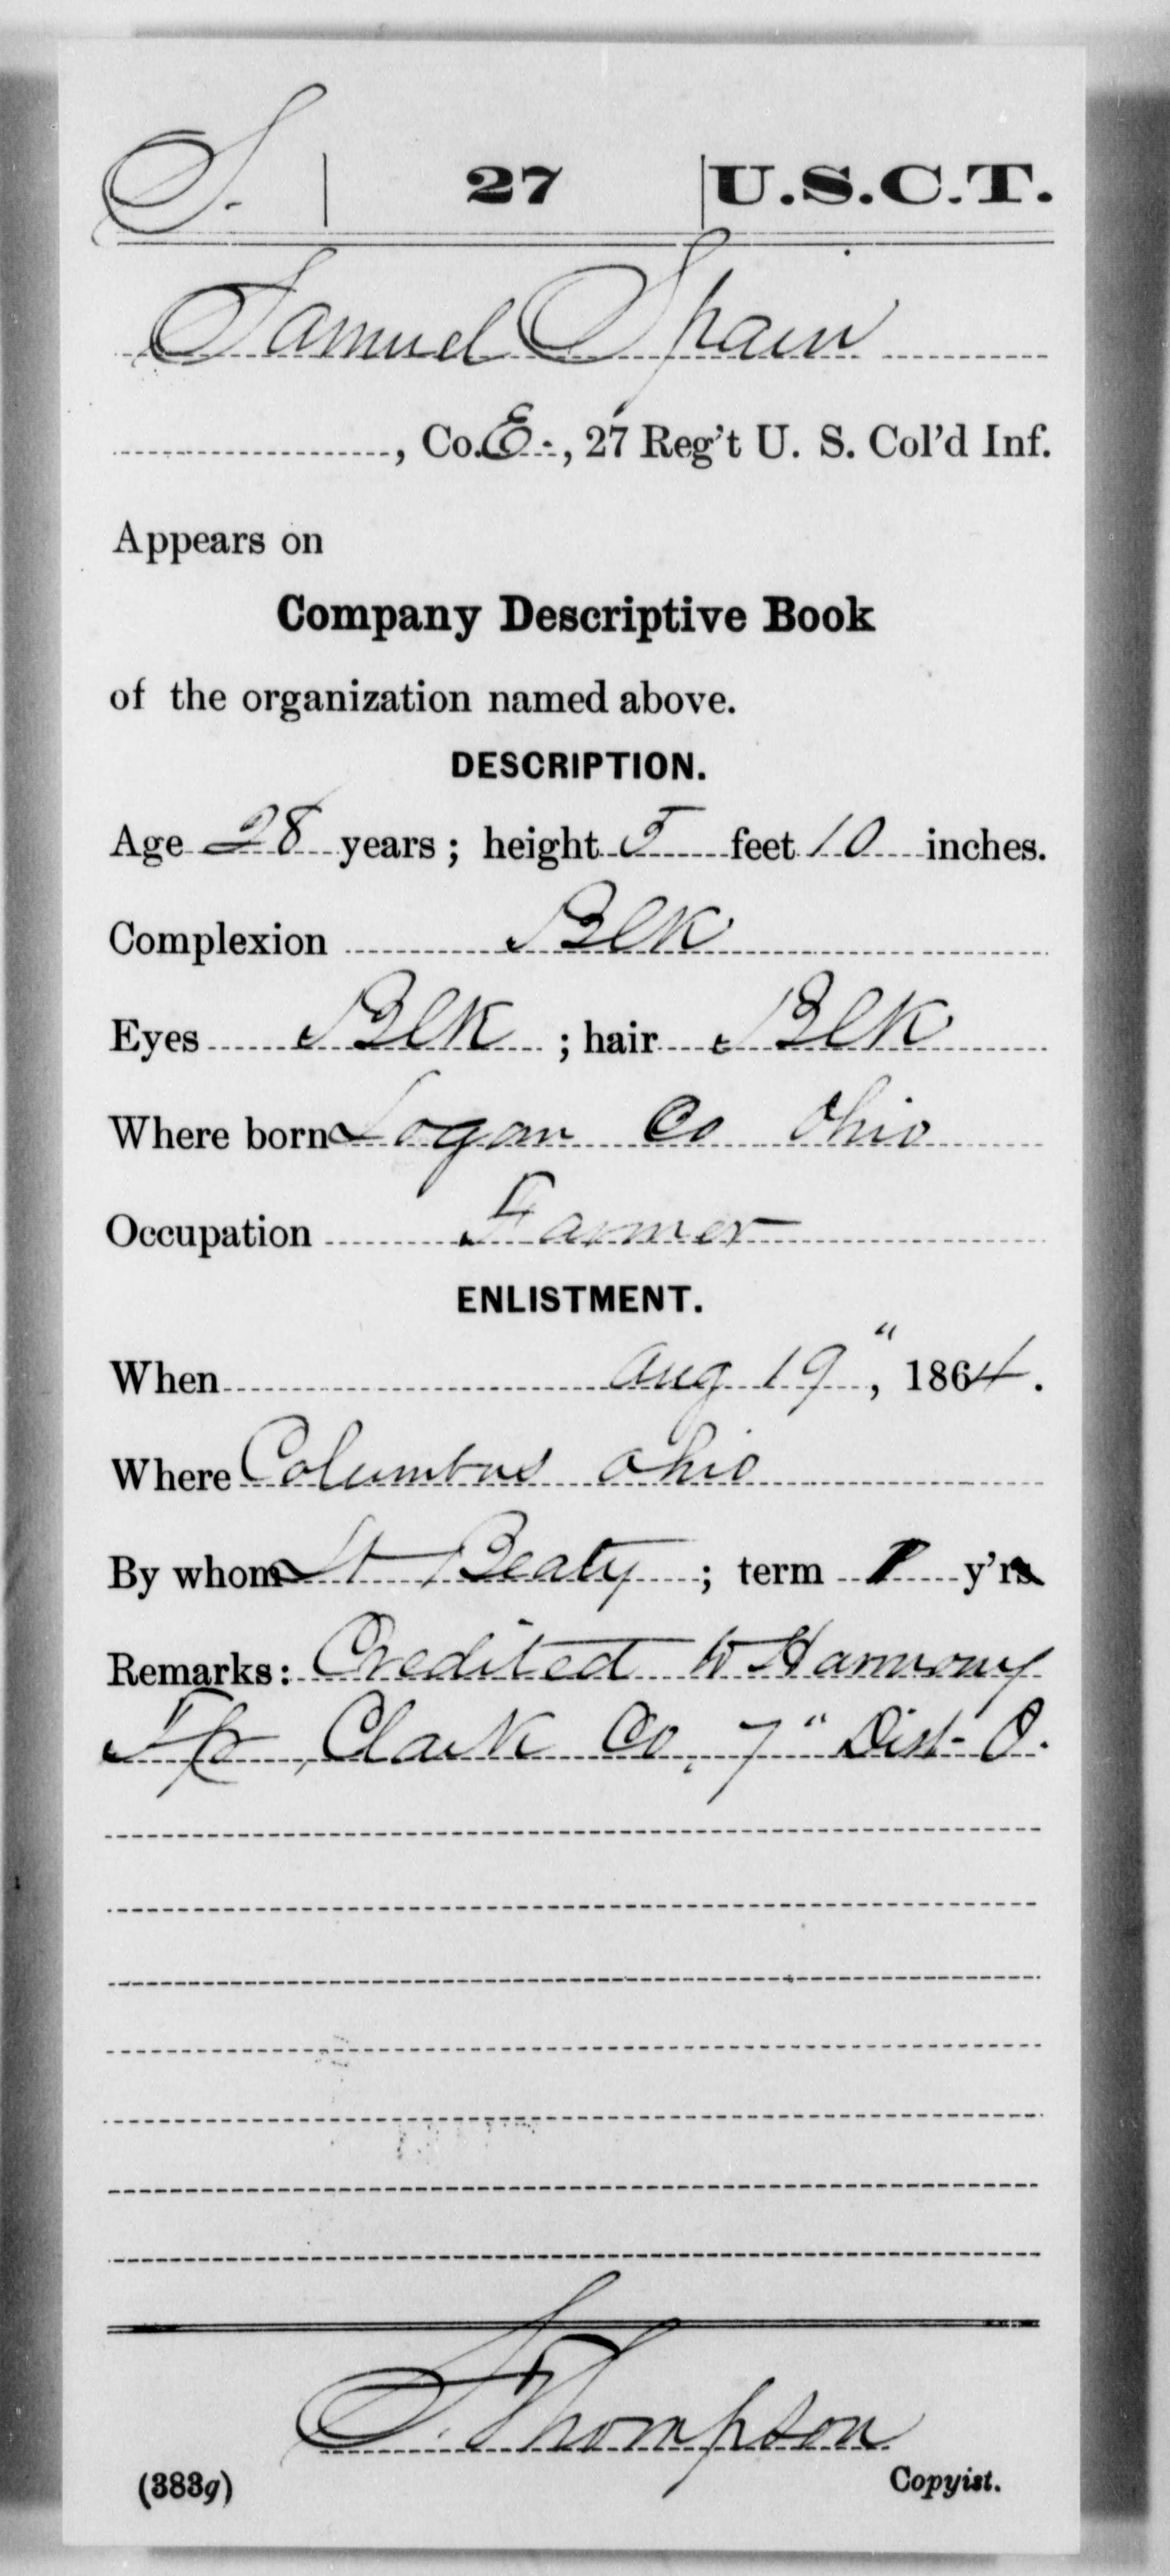 S. 27 U.S.C.T.
Samuel Spain
, Co. E., 27 Reg't U. S. Col'd Inf.
Appears on
Company Descriptive Book
of the organization named above.
DESCRIPTION.
Age 28 years; height 5 feet 10 inches.
Complexion Blk
Eyes Blk ; hair Blk
Where born Logan Co Ohio
Occupation Farmer
ENLISTMENT.
When Aug 19", 1864.
Where Columbus Ohio
By whom Lt Beaty ; term 1 y'rs
Remarks: Credited to Harmony
Tp, Clark Co, 7" Dist- O.
S. Thompson
(383g) Copyist.